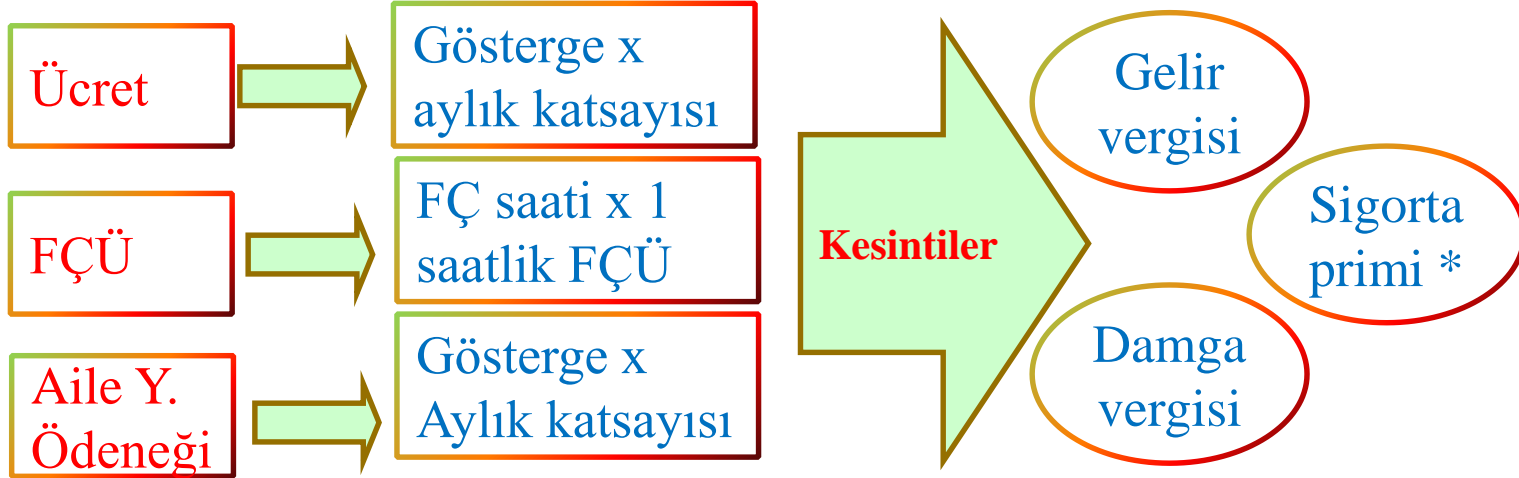 Ücret
Gösterge x
aylık katsayısı
FÇÜ
FÇ saati x 1
saatlik FÇÜ
Aile Y.
Ödeneği
Gösterge x
Aylık katsayısı
Kesintiler
Gelir
vergisi
Sigorta
primi *
Damga
vergisi